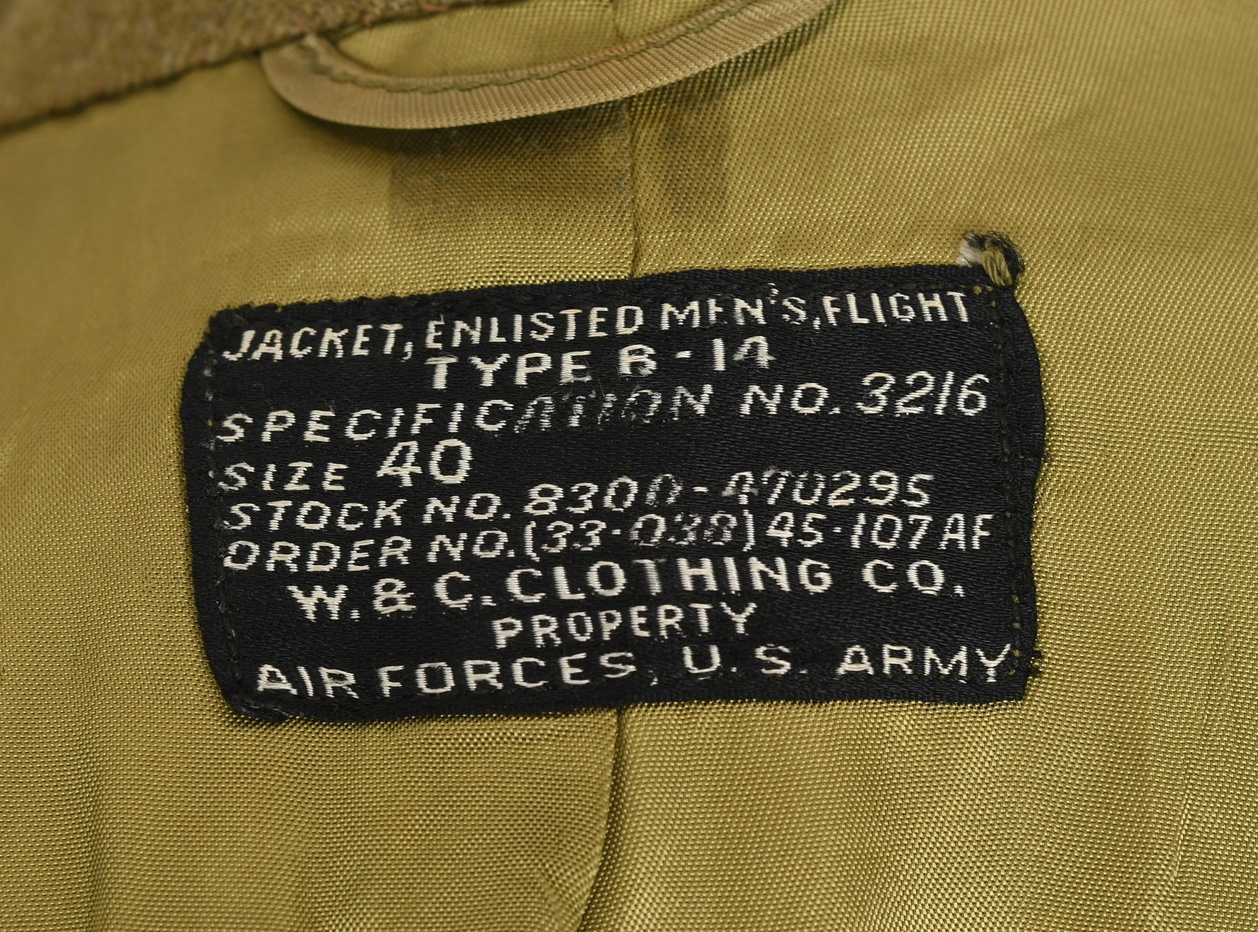 JACKET, ENLISTED MEN'S, FLIGHT
TYPE B-14
SPECIFICATION NO. 3216
SIZE 40
STOCK NO. 8300-470295
ORDER NO. (33-038) 45-107 AF
W. & C. CLOTHING CO.
PROPERTY
AIR FORCES, U.S. ARMY